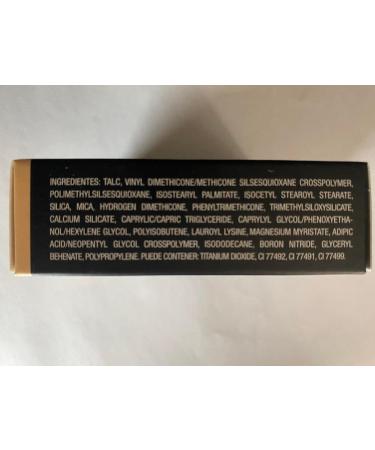 INGREDIENTES: TALC, VINYL DIMETHICONE/METHICONE SILSESQUIOXANE CROSSPOLYMER,
POLIMETHYLSILSESQUIOXANE, ISOSTEARYL PALMITATE, ISOCETYL STEAROYL STEARATE,
SILICA, MICA, HYDROGEN DIMETHICONE, PHENYLTRIMETHICONE, TRIMETHYLSILOXYSILICATE,
CALCIUM SILICATE, CAPRYLIC/CAPRIC TRIGLYCERIDE, CAPRYLYL GLYCOL/PHENOXYETHA-
NOL/HEXYLENE GLYCOL, POLYISOBUTENE, LAUROYL LYSINE, MAGNESIUM MYRISTATE, ADIPIC
ACID/NEOPENTYL GLYCOL CROSSPOLYMER, ISODODECANE, BORON NITRIDE, GLYCERYL
BEHENATE, POLYPROPYLENE. PUEDE CONTENER: TITANIUM DIOXIDE, CI 77492, CI 77491, CI 77499.